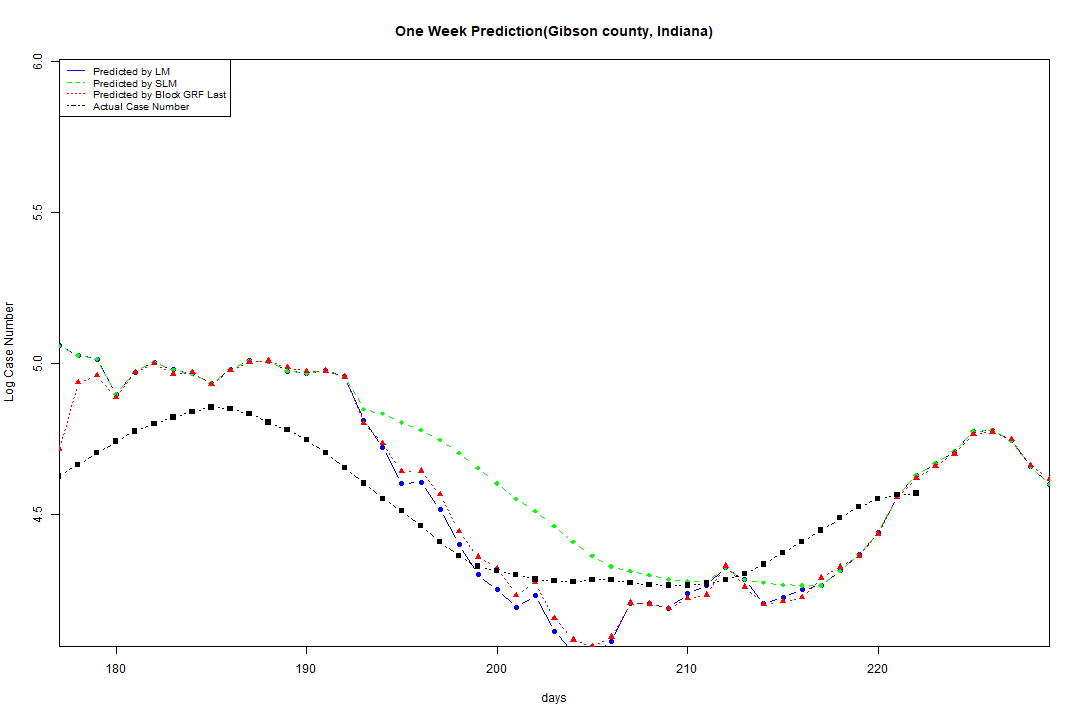 One Week Prediction(Gibson county, Indiana)
Predicted by LM
Predicted by SLM
Predicted by Block GRF Last
Actual Case Number
6.0
5.5
5.0
4.5
Log Case Number
180 190 200 210 220
days